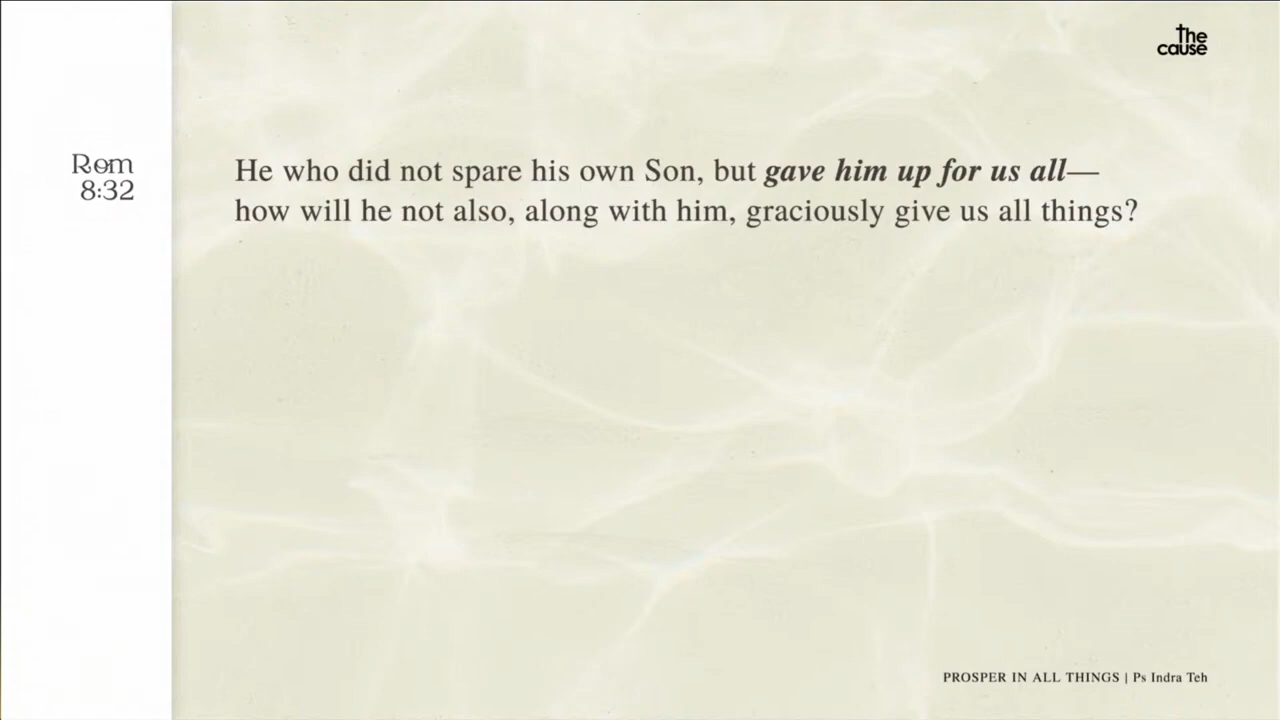 the
cause
Rom
8:32
He who did not spare his own Son, but gave him up for us all—
how will he not also, along with him, graciously give us all things?
PROSPER IN ALL THINGS | Ps Indra Teh